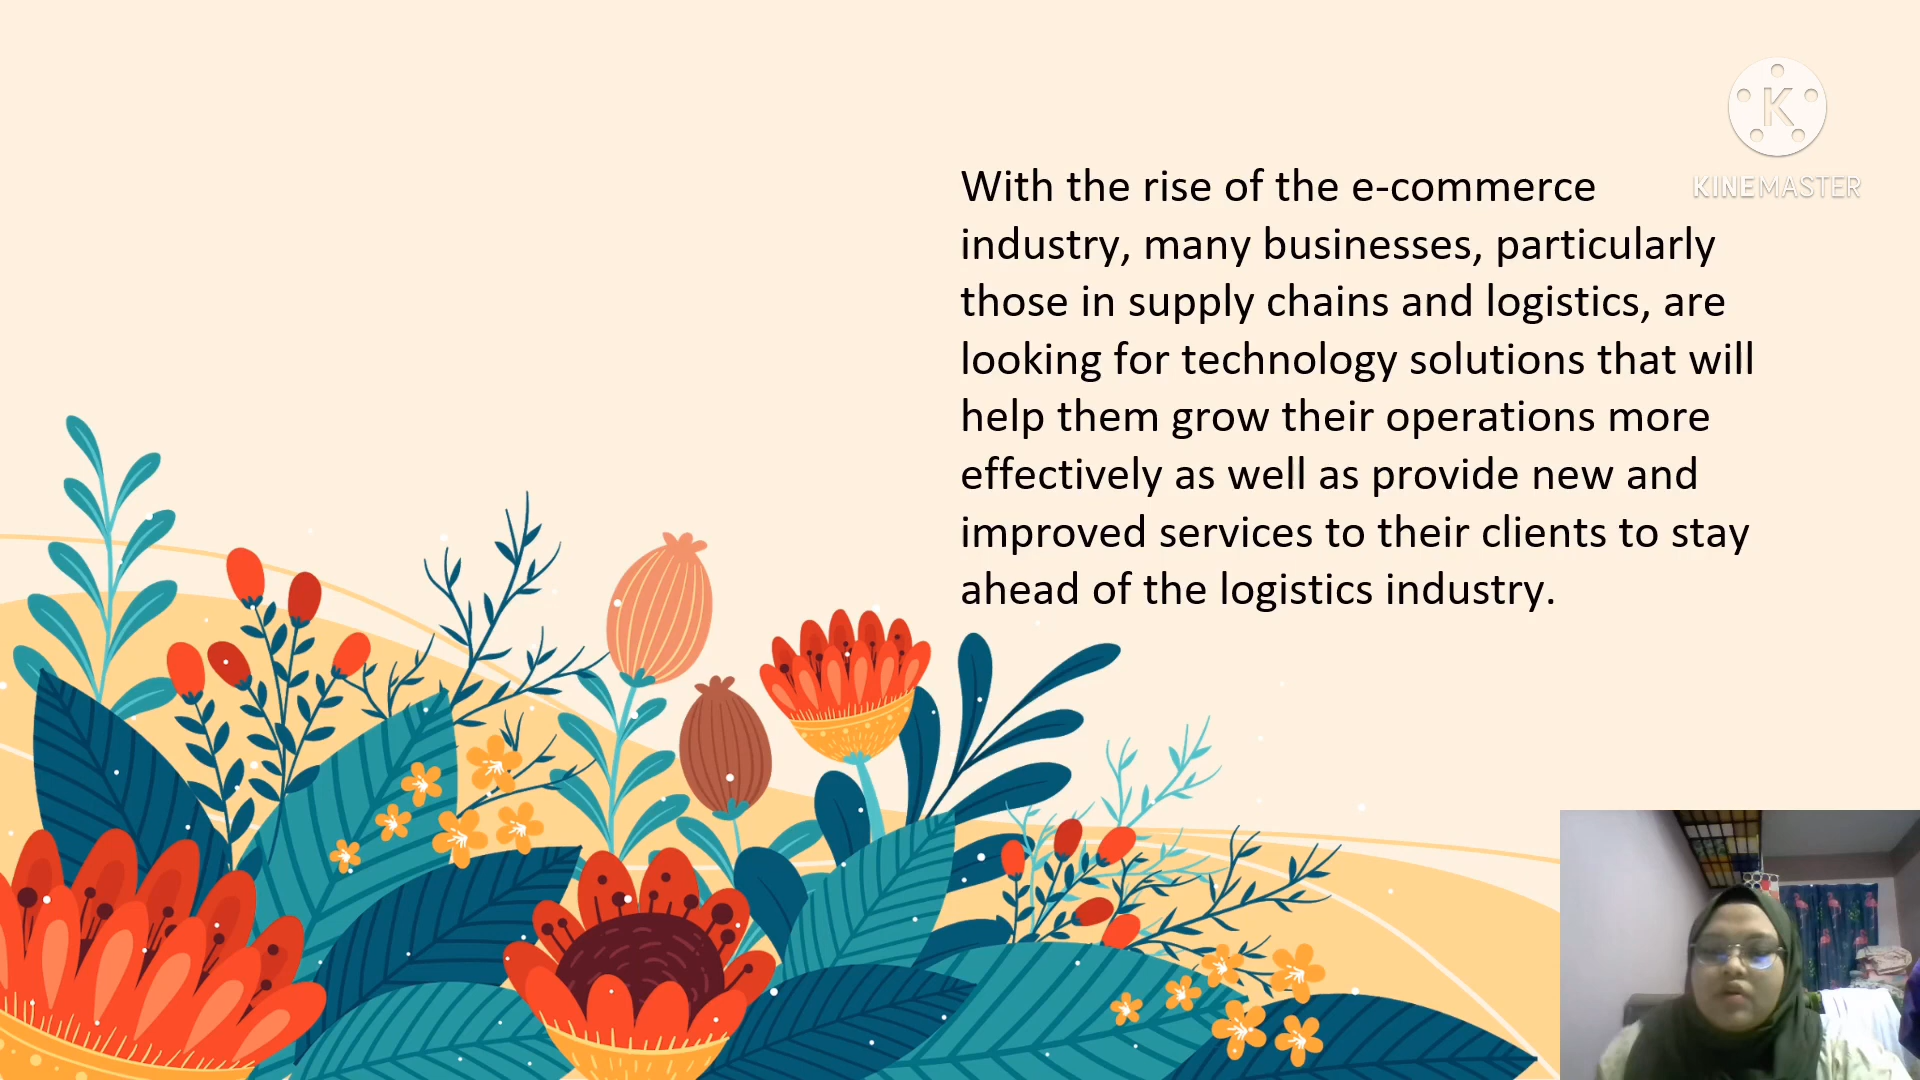 K
KINEMASTER
With the rise of the e-commerce
industry, many businesses, particularly
those in supply chains and logistics, are
looking for technology solutions that will
help them grow their operations more
effectively as well as provide new and
improved services to their clients to stay
ahead of the logistics industry.